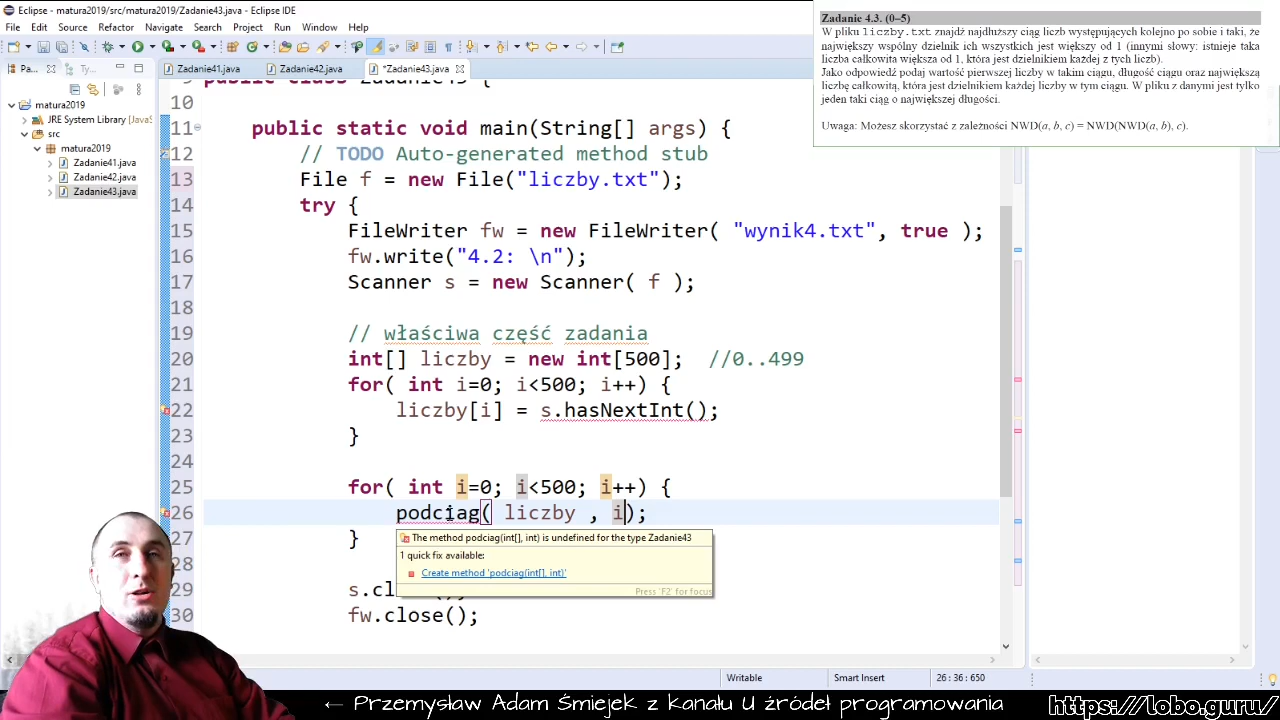 Eclipse - matura2019/src/matura2019/Zadanie43.java - Eclipse IDE
File Edit Source Refactor Navigate Search Project Run Window Help
Pa... Ty... Zadanie41.java Zadanie42.java *Zadanie43.java
matura2019
JRE System Library [JavaS
src
matura2019
Zadanie41.java
Zadanie42.java
Zadanie43.java
10
11 public static void main(String[] args) {
12 // TODO Auto-generated method stub
13 File f = new File("liczby.txt");
14 try {
15 FileWriter fw = new FileWriter( "wynik4.txt", true );
16 fw.write("4.2: \n");
17 Scanner s = new Scanner( f );
18
19 // właściwa część zadania
20 int[] liczby = new int[500]; //0..499
21 for( int i=0; i<500; i++) {
22 liczby[i] = s.hasNextInt();
23 }
24
25 for( int i=0; i<500; i++) {
26 podciag( liczby , i);
}
The method podciag(int[], int) is undefined for the type Zadanie43
1 quick fix available:
Create method 'podciag(int[], int)'
Press 'F2' for focus
28
29 s.cl
30 fw.close();
Zadanie 4.3. (0–5)
W pliku liczby.txt znajdź najdłuższy ciąg liczb występujących kolejno po sobie i taki, że
największy wspólny dzielnik ich wszystkich jest większy od 1 (innymi słowy: istnieje taka
liczba całkowita większa od 1, która jest dzielnikiem każdej z tych liczb).
Jako odpowiedź podaj wartość pierwszej liczby w takim ciągu, długość ciągu oraz największą
liczbę całkowitą, która jest dzielnikiem każdej liczby w tym ciągu. W pliku z danymi jest tylko
jeden taki ciąg o największej długości.
Uwaga: Możesz skorzystać z zależności NWD(a, b, c) = NWD(NWD(a, b), c).
Writable Smart Insert 26 : 36 : 650
← Przemysław Adam Śmiejek z kanału U źródeł programowania
https://lobo.guru/